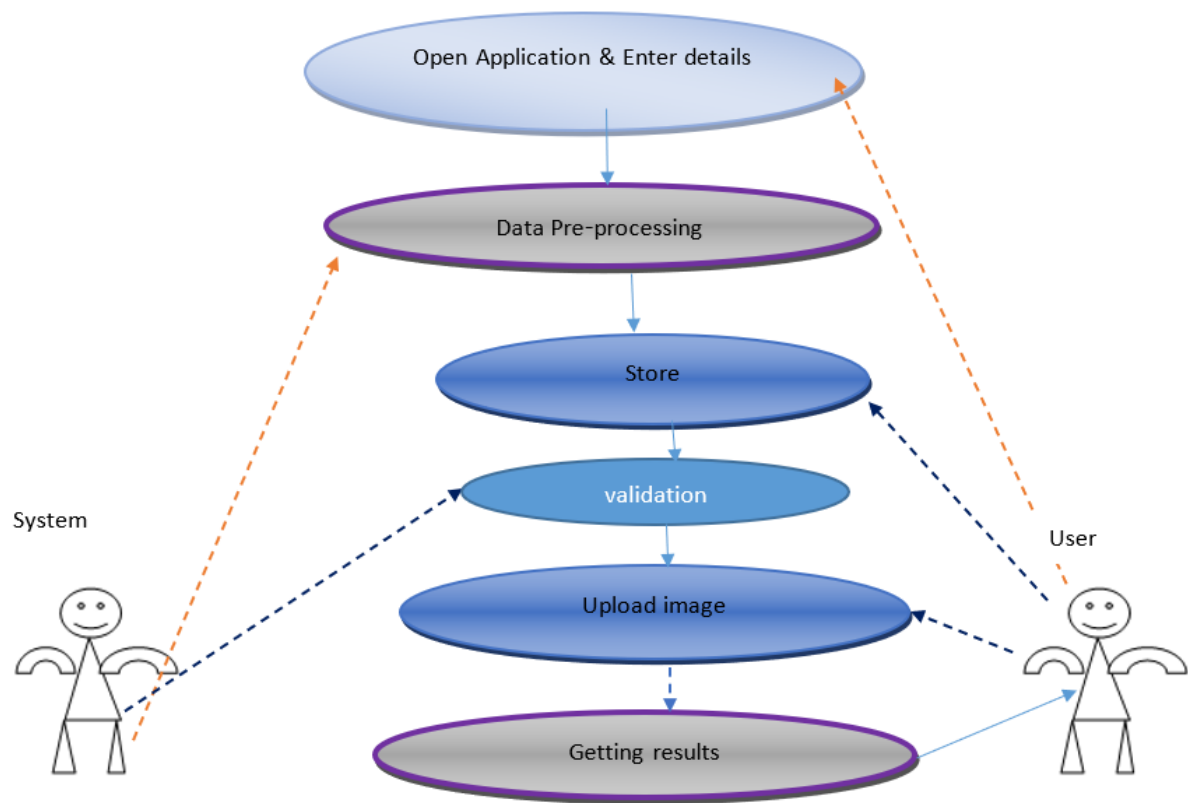 Open Application & Enter details
Data Pre-processing
Store
validation
System
User
Upload image
Getting results